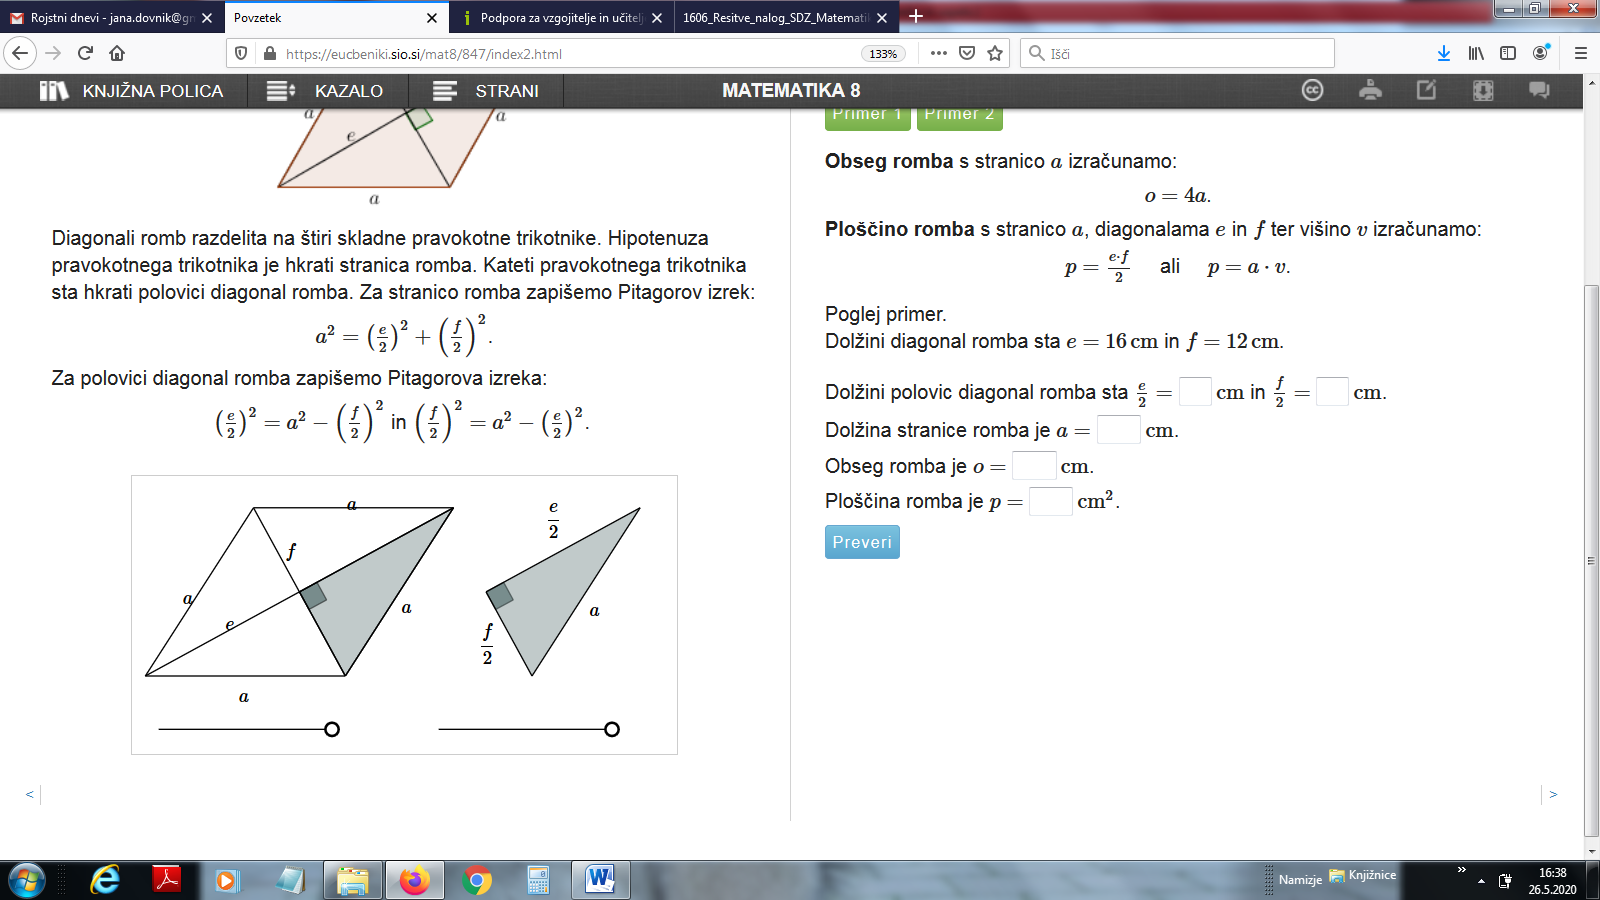 Rojstni dnevi - jana.dovnik@gm
Povzetek
Podpora za vzgojitelje in učitelje
1606_Resitve_nalog_SDZ_Matemati
https://eucbeniki.sio.si/mat8/847/index2.html
133%
Išči
KNJIŽNA POLICA
KAZALO
STRANI
MATEMATIKA 8
a
e
a
a
Diagonali romb razdelita na štiri skladne pravokotne trikotnike. Hipotenuza
pravokotnega trikotnika je hkrati stranica romba. Kateti pravokotnega trikotnika
sta hkrati polovici diagonal romba. Za stranico romba zapišemo Pitagorov izrek:
a² = (e/2)² + (f/2)².
Za polovici diagonal romba zapišemo Pitagorova izreka:
(e/2)² = a² − (f/2)² in (f/2)² = a² − (e/2)².
a
f
a
e
a
a
e/2
a
f/2
<
Primer 1
Primer 2
Obseg romba s stranico a izračunamo:
o = 4a.
Ploščino romba s stranico a, diagonalama e in f ter višino v izračunamo:
p = e·f/2 ali p = a · v.
Poglej primer.
Dolžini diagonal romba sta e = 16 cm in f = 12 cm.
Dolžini polovic diagonal romba sta e/2 = cm in f/2 = cm.
Dolžina stranice romba je a = cm.
Obseg romba je o = cm.
Ploščina romba je p = cm².
Preveri
>
Namizje
Knjižnice
»
16:38
26.5.2020